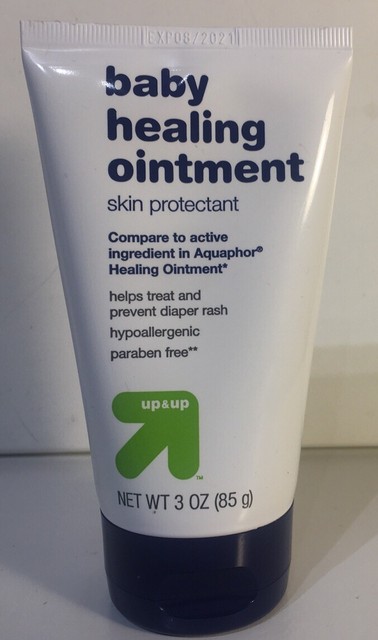 EXP08/2021
baby
healing
ointment
skin protectant
Compare to active
ingredient in Aquaphor®
Healing Ointment*
helps treat and
prevent diaper rash
hypoallergenic
paraben free**
up&up
™
NET WT 3 OZ (85 g)